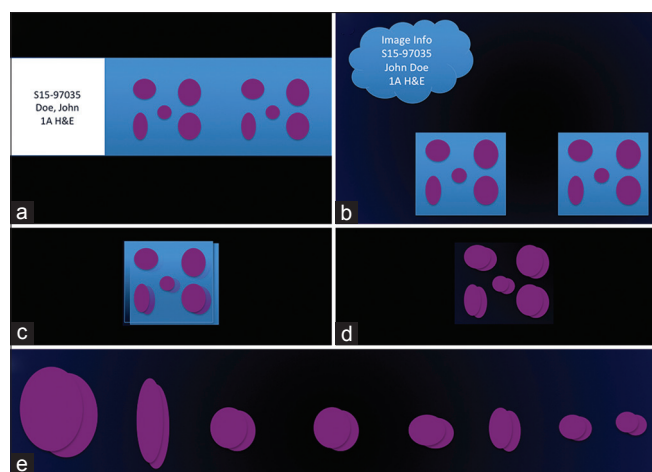 a
S15-97035
Doe, John
1A H&E
b
Image Info
S15-97035
John Doe
1A H&E
c
d
e